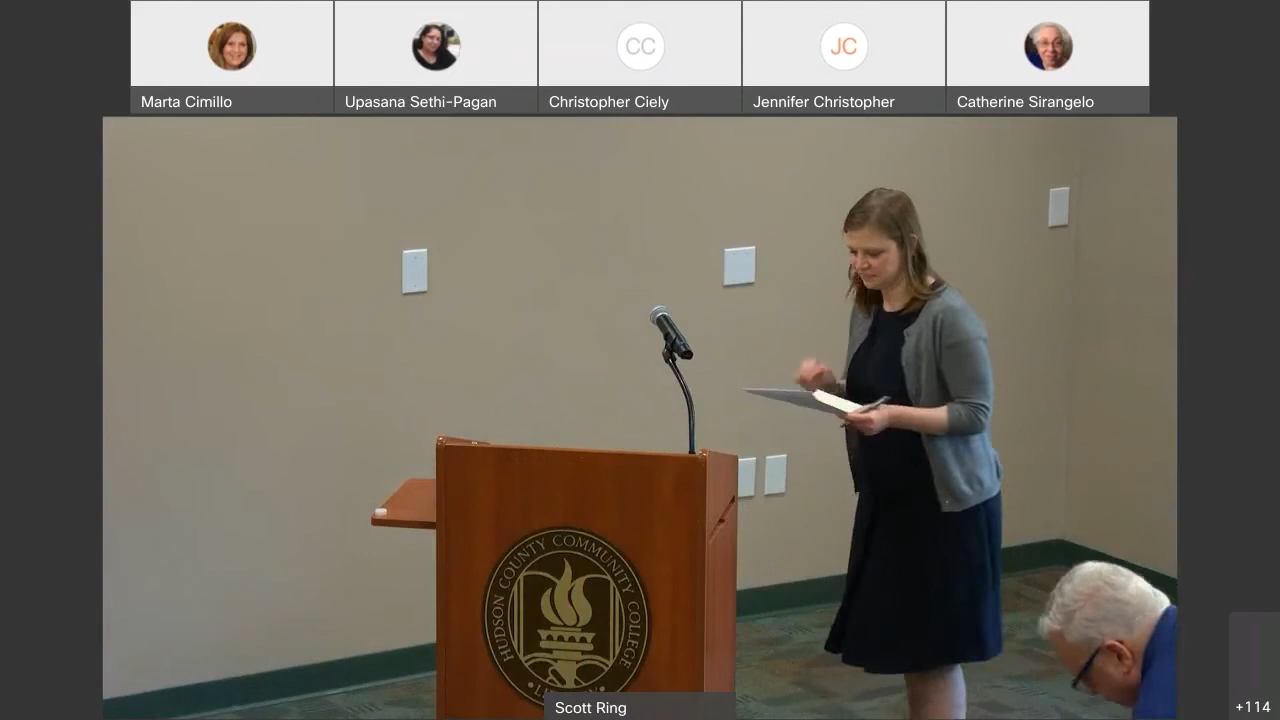 CC
JC
Marta Cimillo
Upasana Sethi-Pagan
Christopher Ciely
Jennifer Christopher
Catherine Sirangelo
HUDSON COUNTY COMMUNITY COLLEGE
Scott Ring
+114